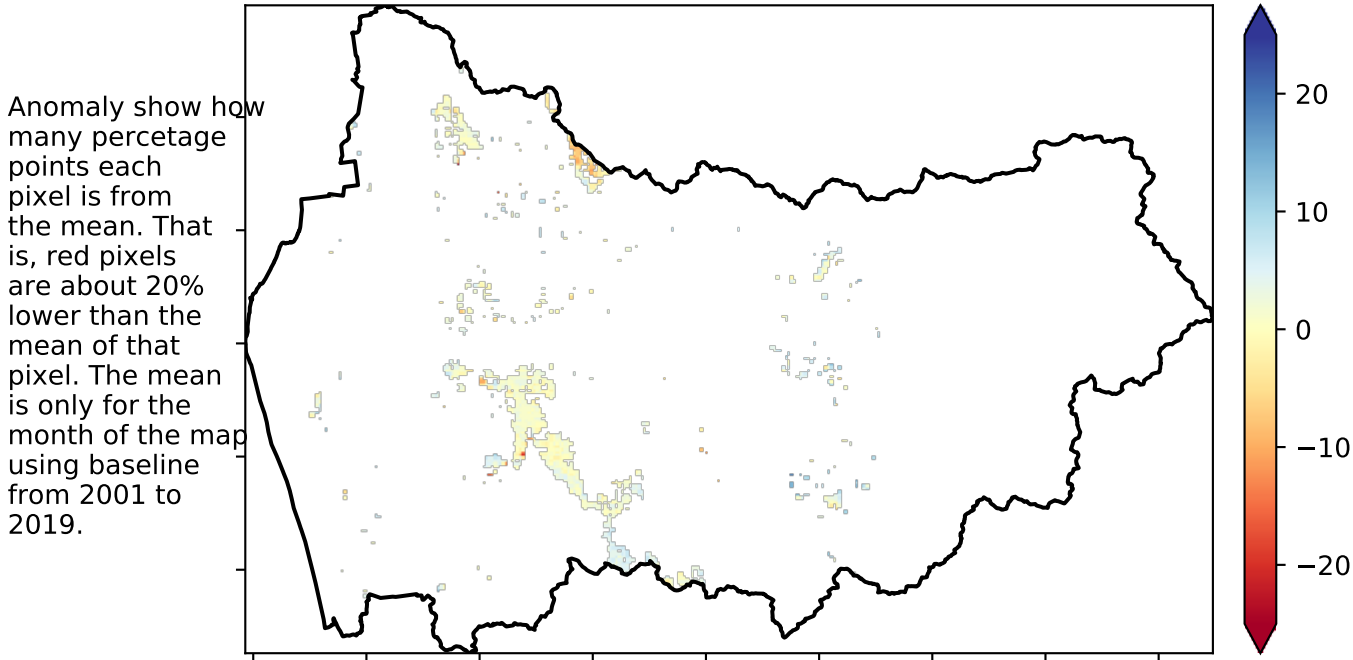 Anomaly show how
many percetage
points each
pixel is from
the mean. That
is, red pixels
are about 20%
lower than the
mean of that
pixel. The mean
is only for the
month of the map
using baseline
from 2001 to
2019.
20
10
0
−10
−20